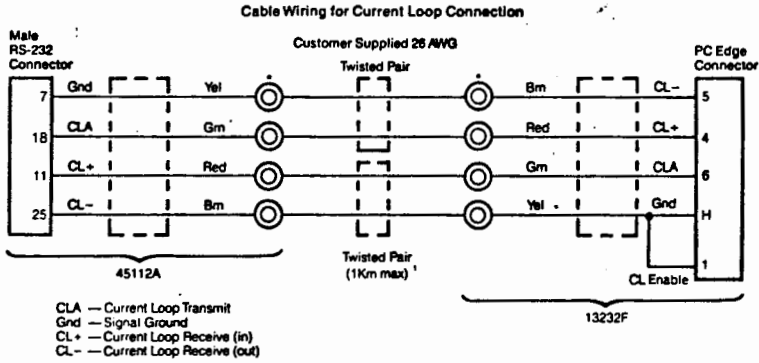 Cable Wiring for Current Loop Connection
Male
RS-232
Connector
Customer Supplied 26 AWG
Twisted Pair
PC Edge
Connector
7 Gnd Yel Brn CL- 5
18 CLA Grn Red CL+ 4
11 CL+ Red Grn CLA 6
25 CL- Brn Yel Gnd H
1
CL Enable
Twisted Pair
(1Km max) 1
45112A
13232F
CLA — Current Loop Transmit
Gnd — Signal Ground
CL+ — Current Loop Receive (in)
CL- — Current Loop Receive (out)